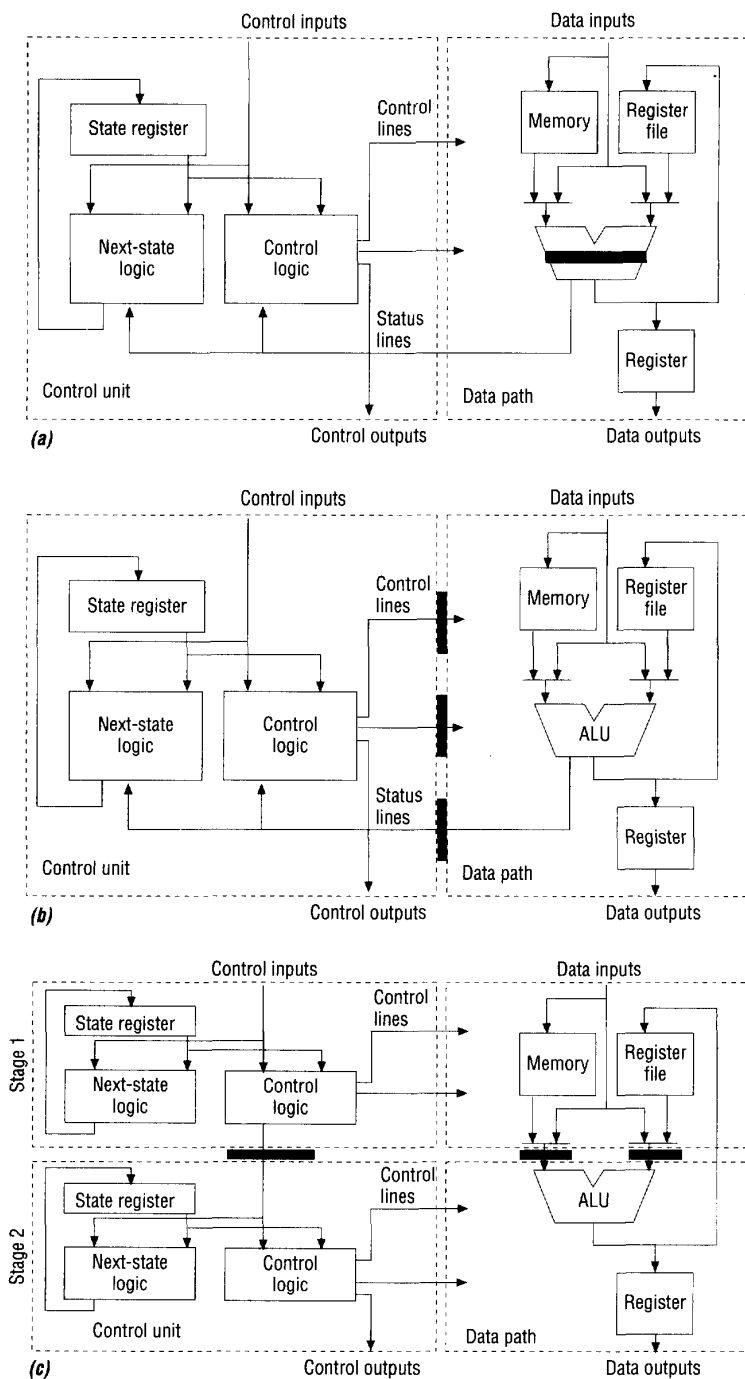 Control inputs
Data inputs
State register
Control
lines
Memory
Register
file
Next-state
logic
Control
logic
Status
lines
Register
Control unit
Data path
(a)
Control outputs
Data outputs
Control inputs
Data inputs
State register
Control
lines
Memory
Register
file
Next-state
logic
Control
logic
ALU
Status
lines
Register
Control unit
Data path
(b)
Control outputs
Data outputs
Control inputs
Data inputs
Stage 1
State register
Control
lines
Memory
Register
file
Next-state
logic
Control
logic
Stage 2
State register
Control
lines
ALU
Next-state
logic
Control
logic
Register
Control unit
Data path
(c)
Control outputs
Data outputs